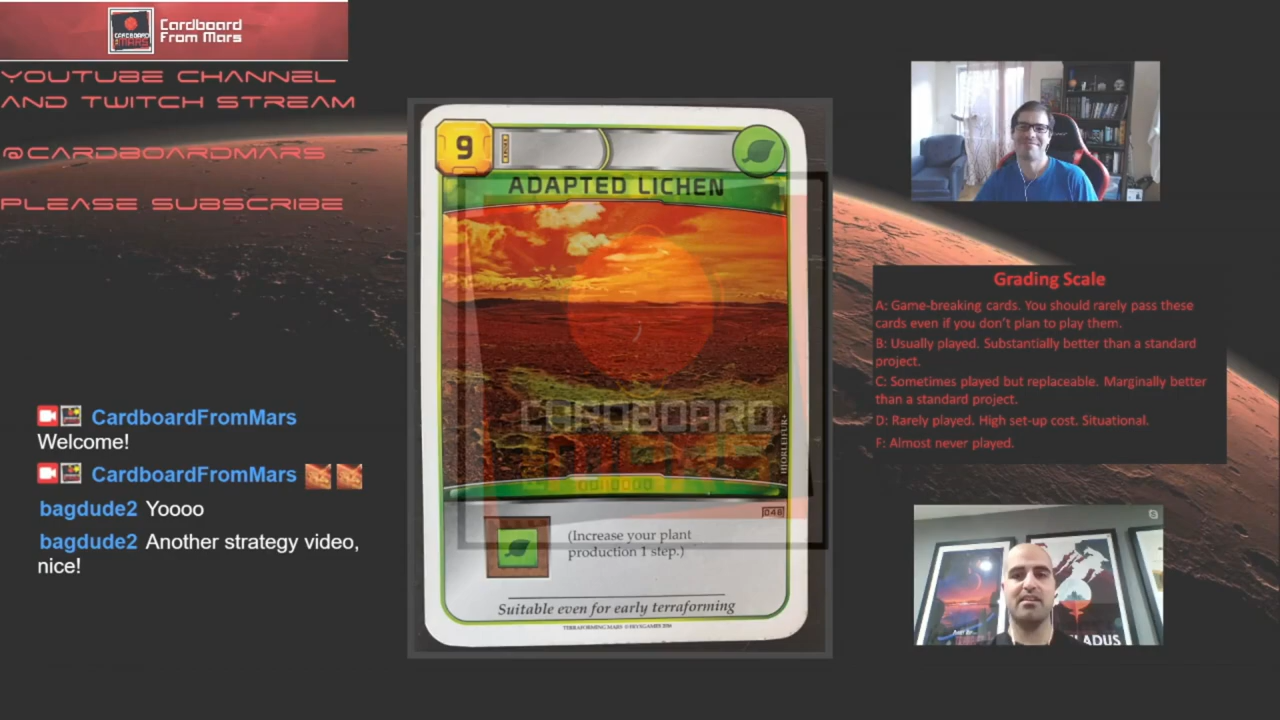 Cardboard
From Mars
YOUTUBE CHANNEL
AND TWITCH STREAM
@CARDBOARDMARS
PLEASE SUBSCRIBE
CardboardFromMars
Welcome!
CardboardFromMars
bagdude2 Yoooo
bagdude2 Another strategy video,
nice!
9
ADAPTED LICHEN
CARDBOARD
048
(Increase your plant
production 1 step.)
Suitable even for early terraforming
TERRAFORMING MARS © FRYXGAMES 2016
Grading Scale
A: Game-breaking cards. You should rarely pass these
cards even if you don't plan to play them.
B: Usually played. Substantially better than a standard
project.
C: Sometimes played but replaceable. Marginally better
than a standard project.
D: Rarely played. High set-up cost. Situational.
F: Almost never played.